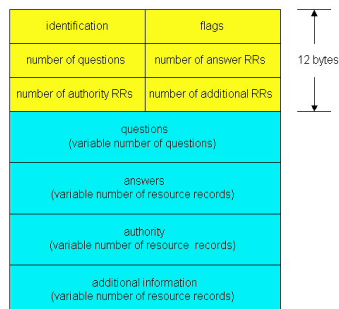 identification flags
number of questions number of answer RRs 12 bytes
number of authority RRs number of additional RRs
questions
(variable number of questions)
answers
(variable number of resource records)
authority
(variable number of resource records)
additional information
(variable number of resource records)